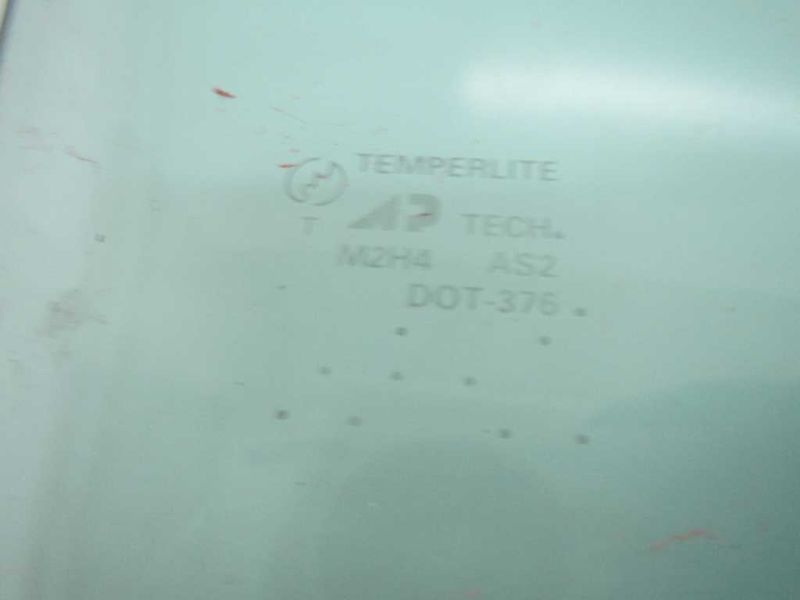 TEMPERLITE
T AP TECH.
M2H4 AS2
DOT-376